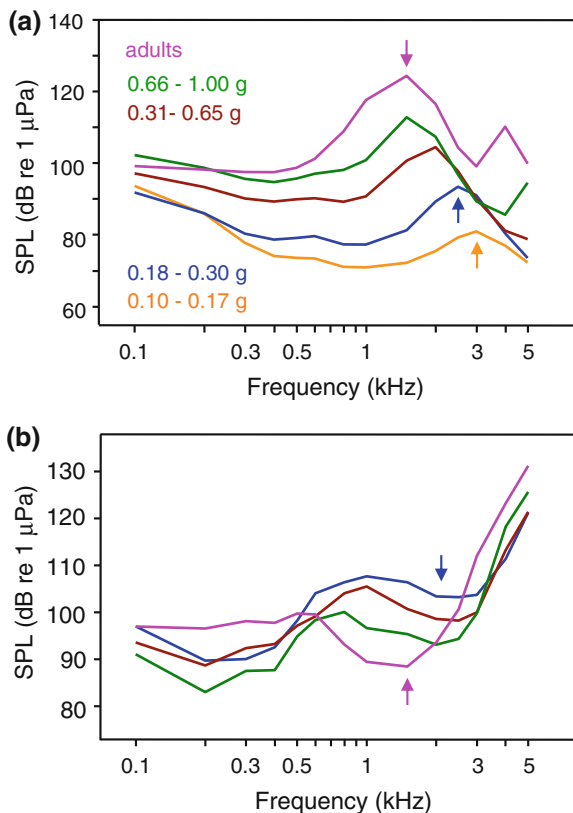 (a)
140
120
100
80
60
SPL (dB re 1 μPa)
adults
0.66 - 1.00 g
0.31- 0.65 g
0.18 - 0.30 g
0.10 - 0.17 g
0.1 0.3 0.5 1 3 5
Frequency (kHz)
(b)
130
120
110
100
90
80
SPL (dB re 1 μPa)
0.1 0.3 0.5 1 3 5
Frequency (kHz)